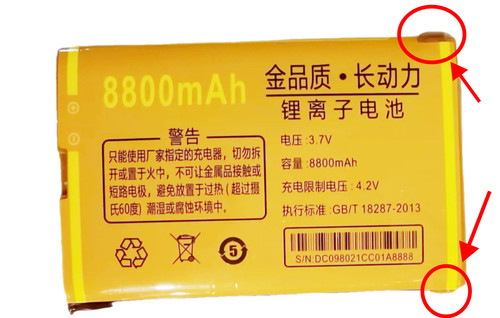 8800mAh
金品质·长动力
锂离子电池
警告
只能使用厂家指定的充电器，切勿拆
开或置于火中，不可让金属品接触或
短路电极，避免放置于过热(超过摄
氏60度)潮湿或腐蚀环境中。
电压：3.7V
容量：8800mAh
充电限制电压：4.2V
执行标准：GB/T 18287-2013
5
S/N:DC098021CC01A8888